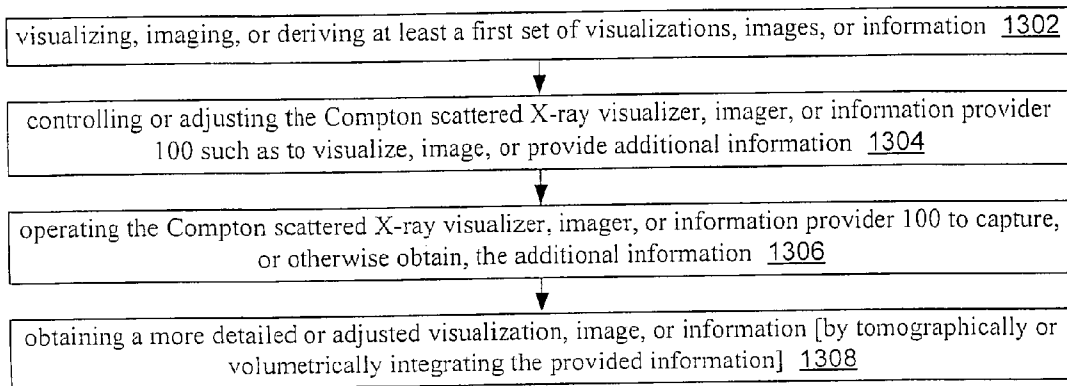 visualizing, imaging, or deriving at least a first set of visualizations, images, or information 1302
controlling or adjusting the Compton scattered X-ray visualizer, imager, or information provider
100 such as to visualize, image, or provide additional information 1304
operating the Compton scattered X-ray visualizer, imager, or information provider 100 to capture,
or otherwise obtain, the additional information 1306
obtaining a more detailed or adjusted visualization, image, or information [by tomographically or
volumetrically integrating the provided information] 1308